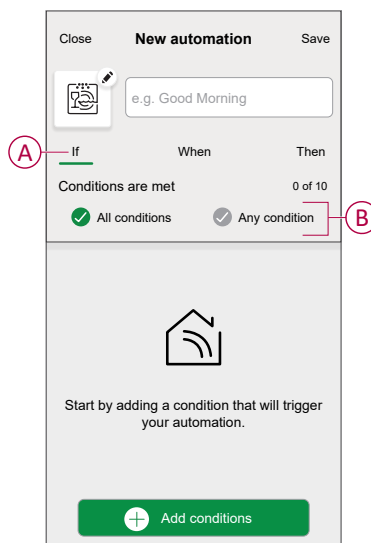 Close New automation Save
e.g. Good Morning
A If When Then
Conditions are met 0 of 10
All conditions Any condition B
Start by adding a condition that will trigger
your automation.
Add conditions